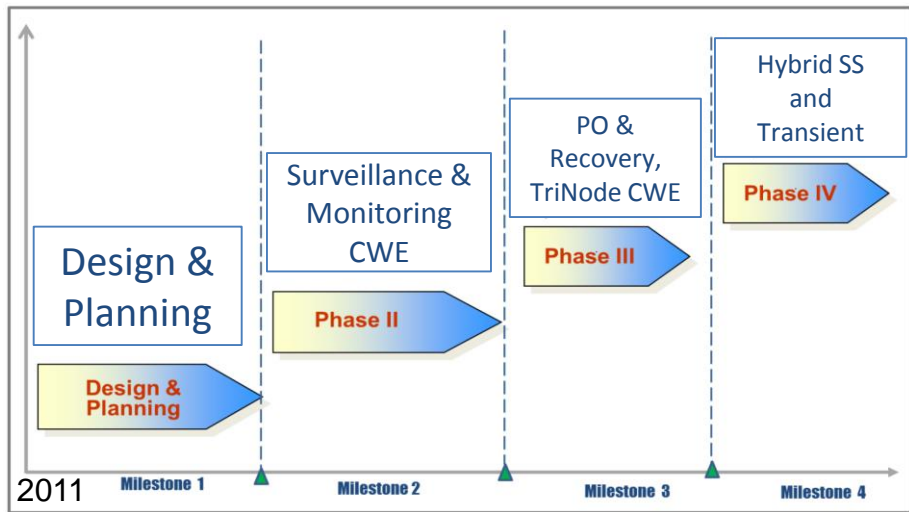 Hybrid SS
and
Transient
PO &
Recovery,
TriNode CWE
Phase IV
Surveillance &
Monitoring
CWE
Phase III
Design &
Planning
Phase II
Design &
Planning
2011
Milestone 1
Milestone 2
Milestone 3
Milestone 4